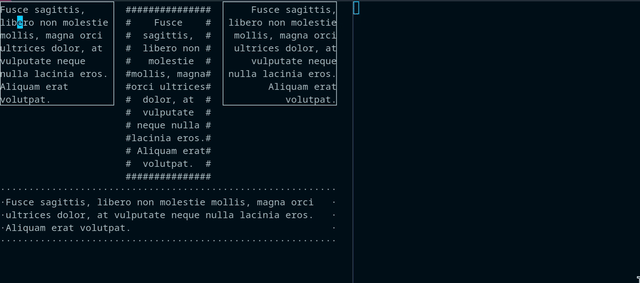 Fusce sagittis,
libero non molestie
mollis, magna orci
ultrices dolor, at
vulputate neque
nulla lacinia eros.
Aliquam erat
volutpat.
###############
#    Fusce    #
#  sagittis,  #
#  libero non #
#   molestie  #
#mollis, magna#
#orci ultrices#
#  dolor, at  #
#  vulputate  #
# neque nulla #
#lacinia eros.#
# Aliquam erat#
#  volutpat.  #
###############
Fusce sagittis,
libero non molestie
mollis, magna orci
ultrices dolor, at
vulputate neque
nulla lacinia eros.
Aliquam erat
volutpat.
·Fusce sagittis, libero non molestie mollis, magna orci   ·
·ultrices dolor, at vulputate neque nulla lacinia eros.   ·
·Aliquam erat volutpat.                                   ·